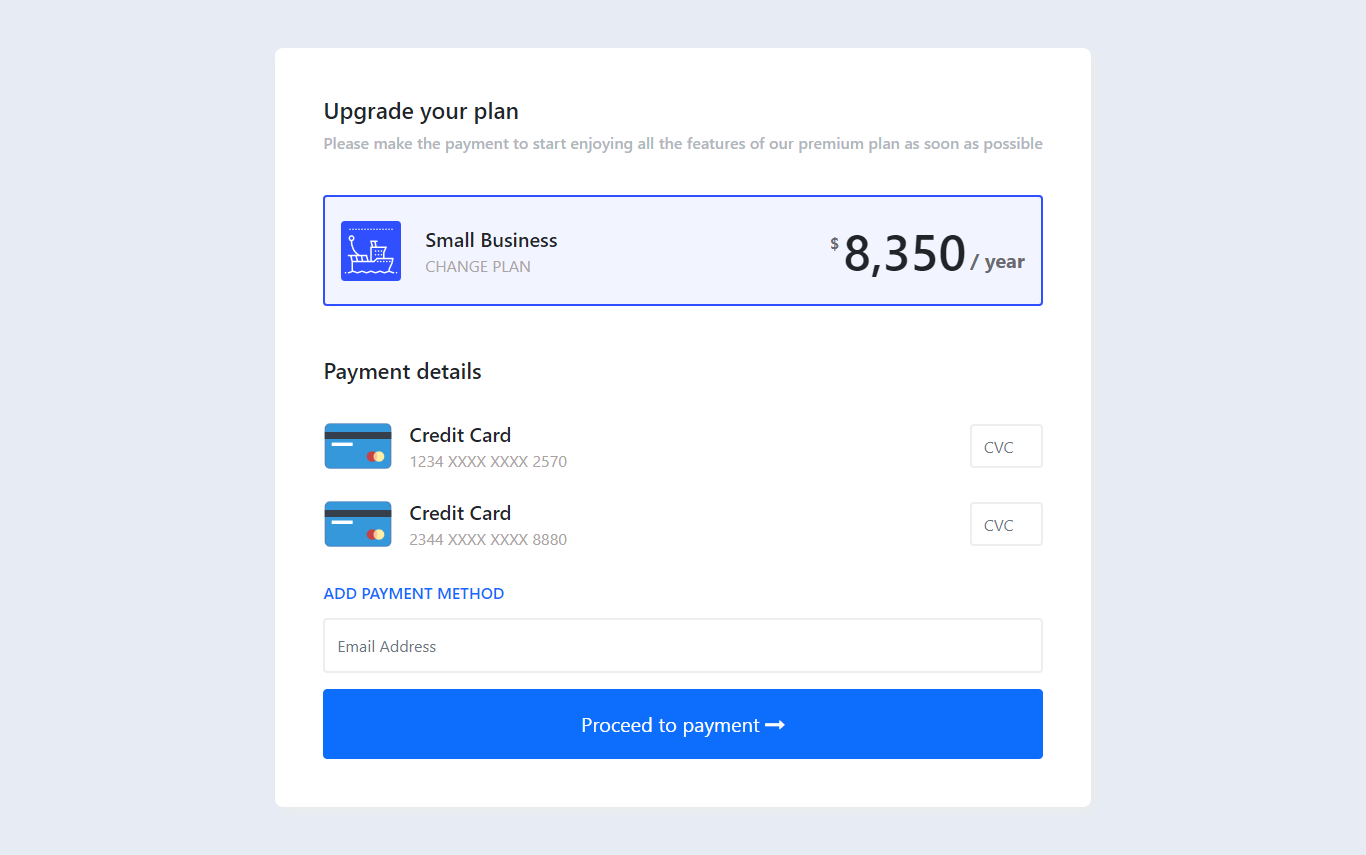 Upgrade your plan
Please make the payment to start enjoying all the features of our premium plan as soon as possible
Small Business
CHANGE PLAN
$8,350/ year
Payment details
Credit Card
1234 XXXX XXXX 2570
CVC
Credit Card
2344 XXXX XXXX 8880
CVC
ADD PAYMENT METHOD
Email Address
Proceed to payment